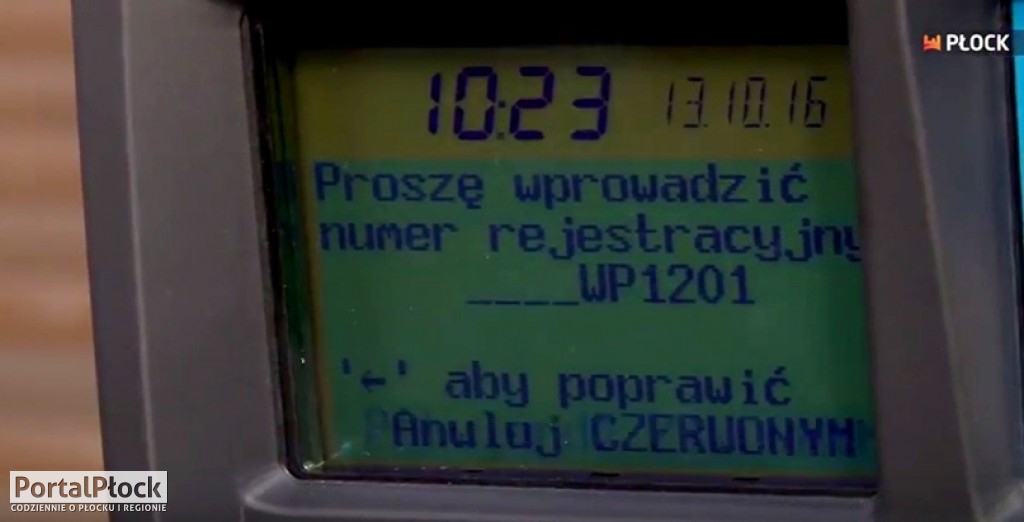 PŁOCK
10:23 13.10.16
Proszę wprowadzić
numer rejestracyjny
____WP1201
'←' aby poprawić
Anuluj CZERWONYM
PortalPłock
CODZIENNIE O PŁOCKU I REGIONIE